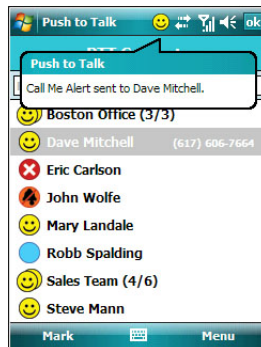 Push to Talk
ok
Push to Talk
Call Me Alert sent to Dave Mitchell.
Boston Office (3/3)
Dave Mitchell (617) 606-7664
Eric Carlson
John Wolfe
Mary Landale
Robb Spalding
Sales Team (4/6)
Steve Mann
Mark Menu